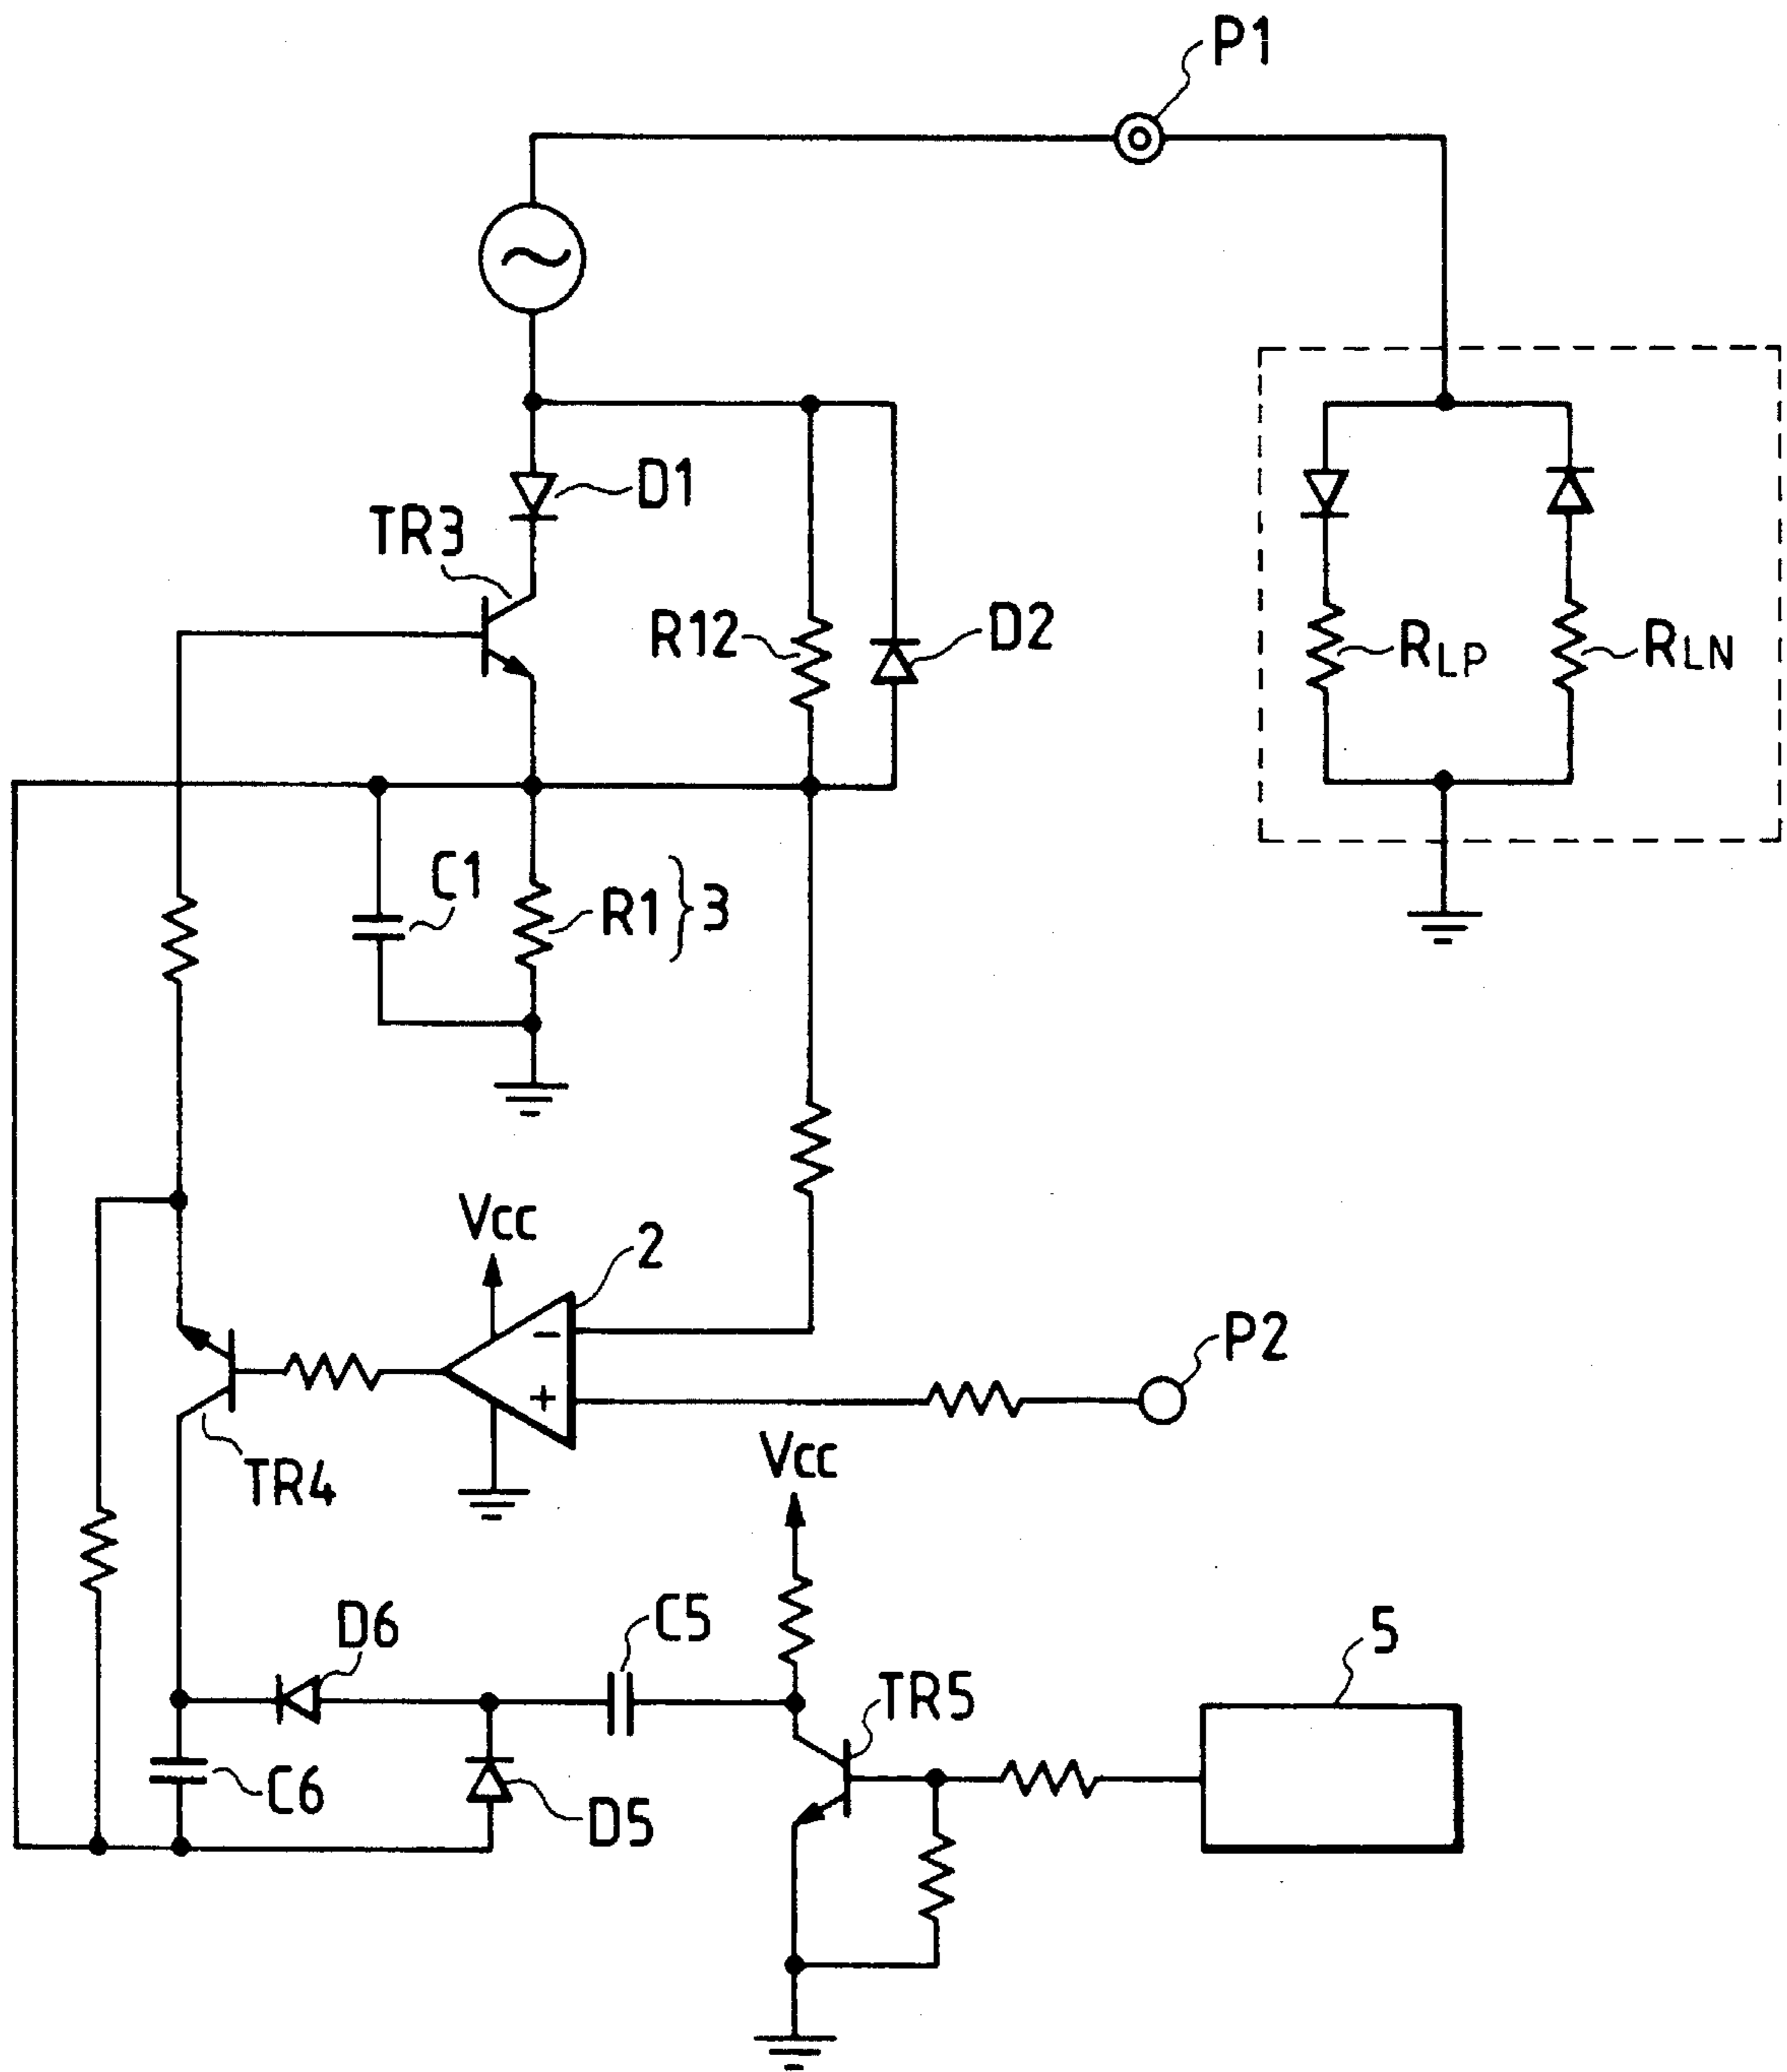 P1
D1
TR3
R12
D2
RLP
RLN
C1
R1
3
Vcc
2
−
+
P2
TR4
Vcc
D6
C5
5
TR5
C6
D5